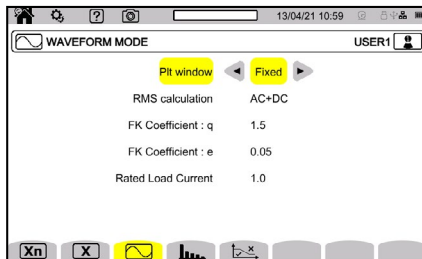 ? 13/04/21 10:59
WAVEFORM MODE USER1
Plt window Fixed
RMS calculation AC+DC
FK Coefficient : q 1.5
FK Coefficient : e 0.05
Rated Load Current 1.0
Xn X